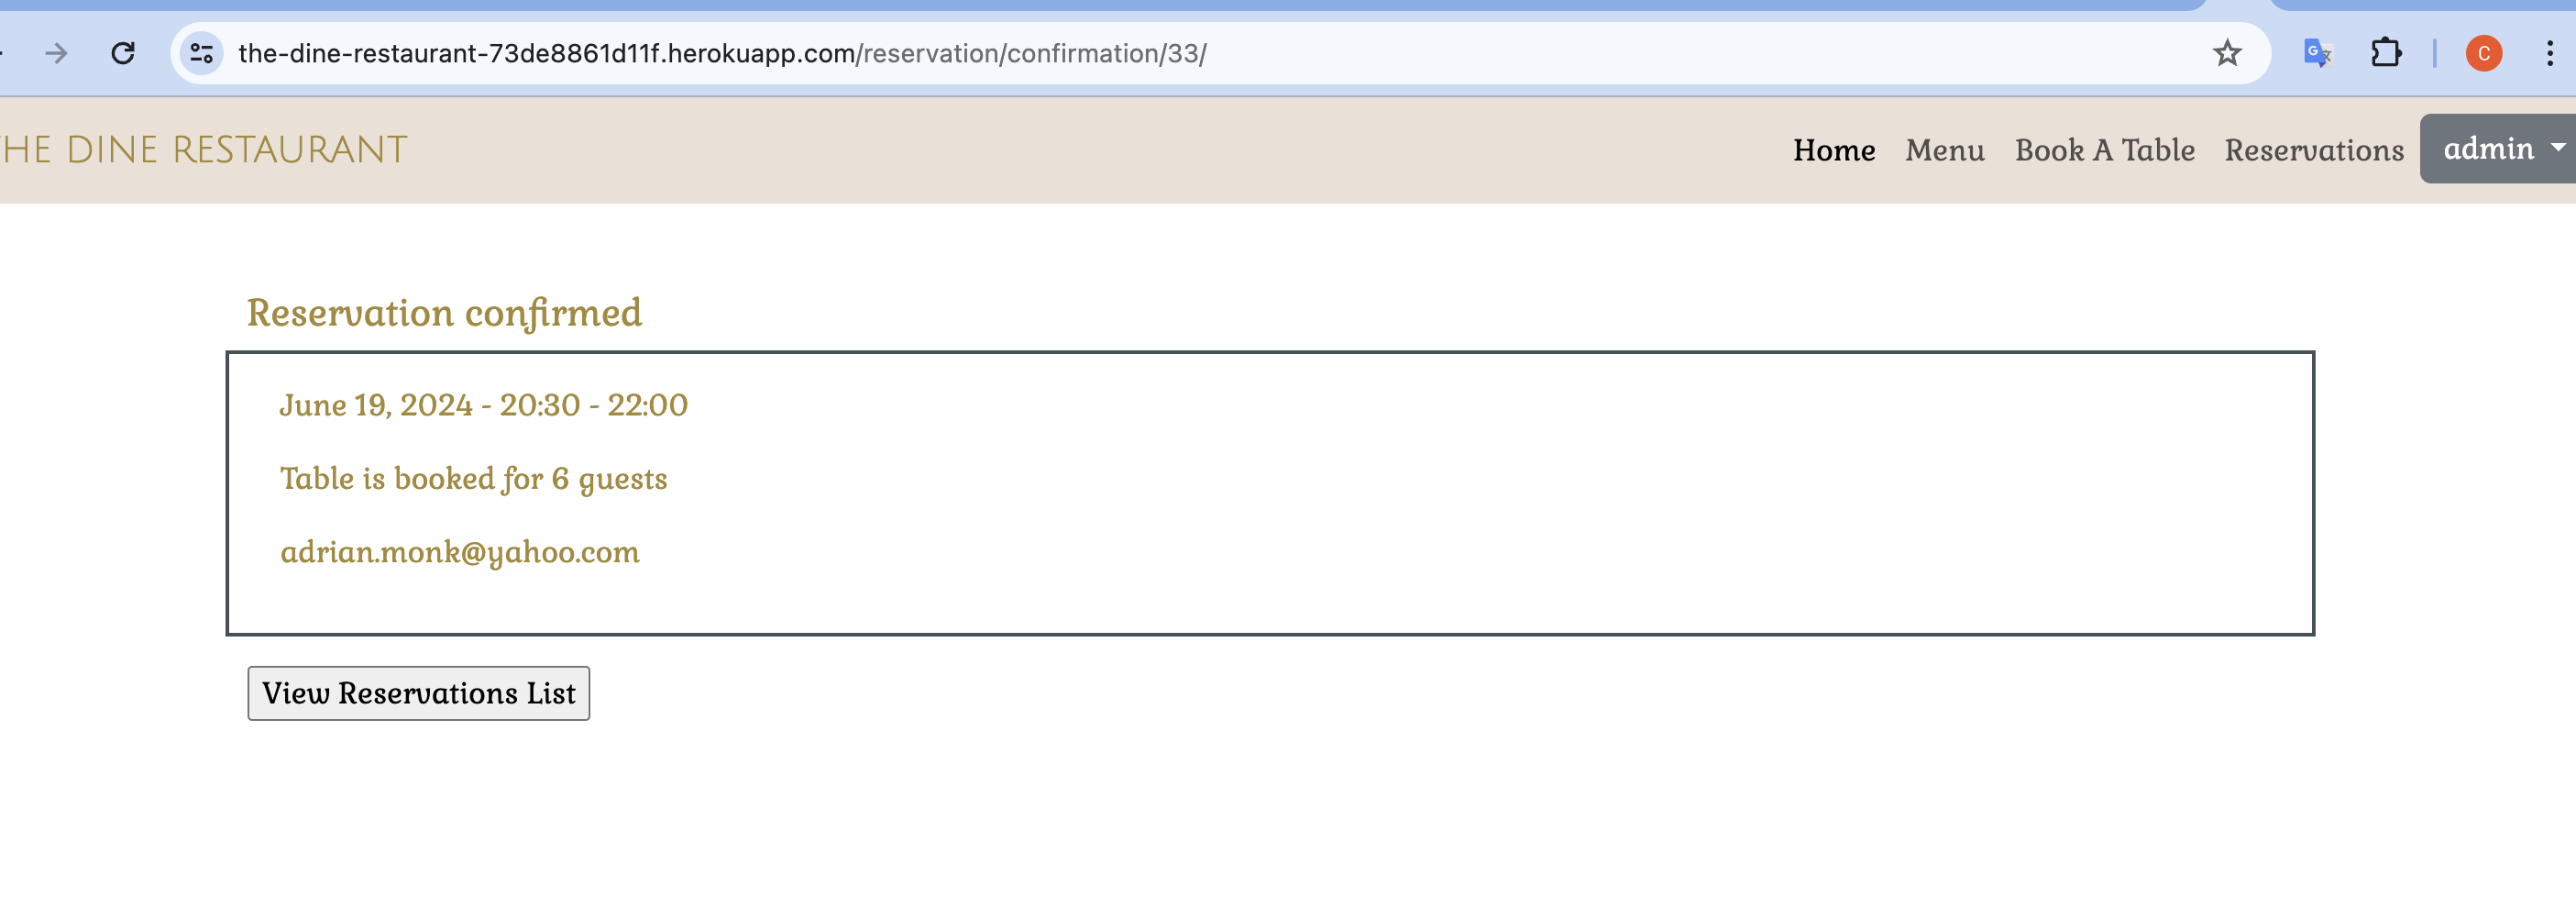 the-dine-restaurant-73de8861d11f.herokuapp.com/reservation/confirmation/33/
C
THE DINE RESTAURANT
Home Menu Book A Table Reservations admin
Reservation confirmed
June 19, 2024 - 20:30 - 22:00
Table is booked for 6 guests
adrian.monk@yahoo.com
View Reservations List